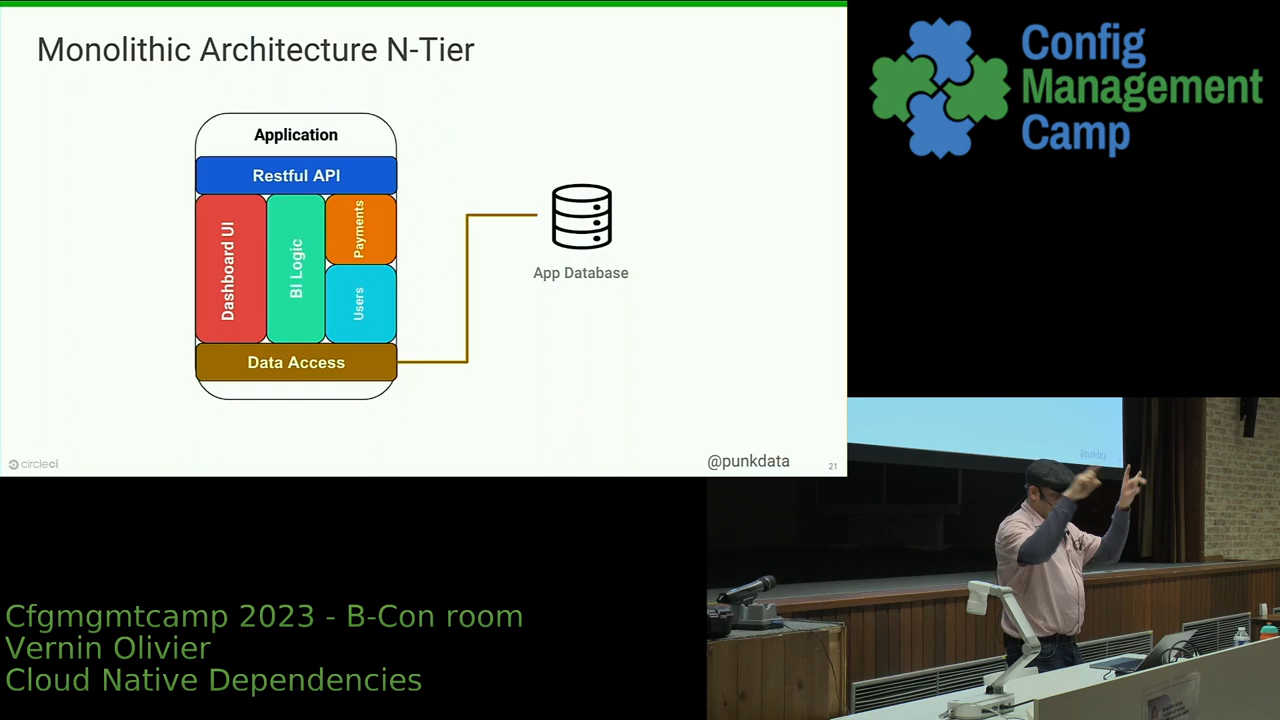 Monolithic Architecture N-Tier
Application
Restful API
Dashboard UI
BI Logic
Payments
Users
Data Access
App Database
circleci
@punkdata
21
Config
Management
Camp
@punkdata
Cfgmgmtcamp 2023 - B-Con room
Vernin Olivier
Cloud Native Dependencies